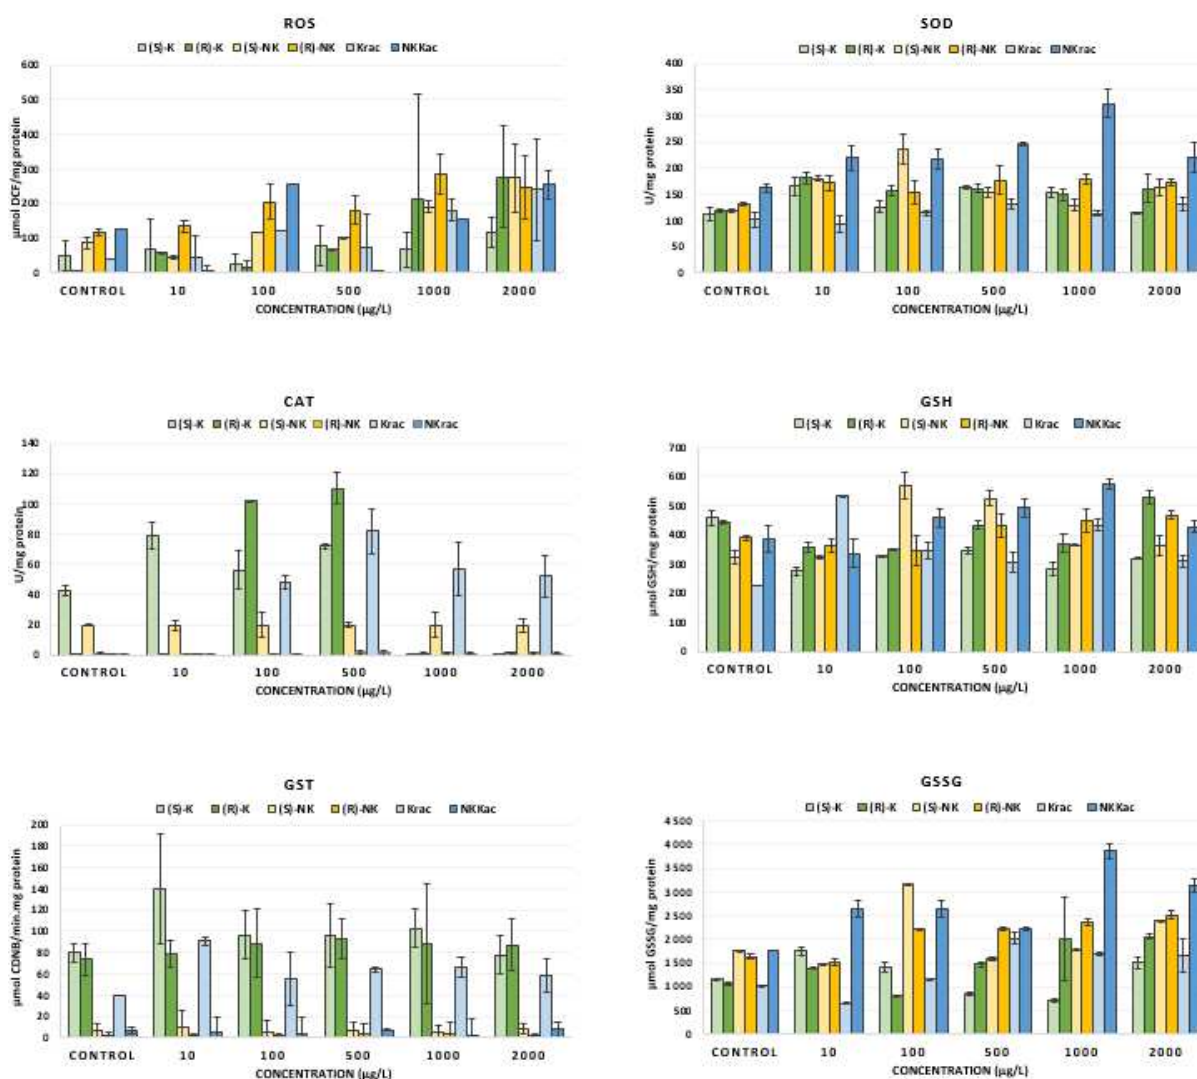 ROS
(S)-K (R)-K (S)-NK (R)-NK Krac NKKac
µmol DCF/mg protein
600
500
400
300
200
100
0
CONTROL 10 100 500 1000 2000
CONCENTRATION (µg/L)
SOD
(S)-K (R)-K (S)-NK (R)-NK Krac NKrac
U/mg protein
400
350
300
250
200
150
100
50
0
CONTROL 10 100 500 1000 2000
CONCENTRATION (µg/L)
CAT
(S)-K (R)-K (S)-NK (R)-NK Krac NKrac
U/mg protein
140
120
100
80
60
40
20
0
CONTROL 10 100 500 1000 2000
CONCENTRATION (µg/L)
GSH
(S)-K (R)-K (S)-NK (R)-NK Krac NKKac
µmol GSH/mg protein
700
600
500
400
300
200
100
0
CONTROL 10 100 500 1000 2000
CONCENTRATION (µg/L)
GST
(S)-K (R)-K (S)-NK (R)-NK Krac NKKac
µmol CDNB/min.mg protein
200
180
160
140
120
100
80
60
40
20
0
CONTROL 10 100 500 1000 2000
CONCENTRATION (µg/L)
GSSG
(S)-K (R)-K (S)-NK (R)-NK Krac NKKac
µmol GSSG/mg protein
4 500
4 000
3 500
3 000
2 500
2 000
1 500
1 000
500
0
CONTROL 10 100 500 1000 2000
CONCENTRATION (µg/L)